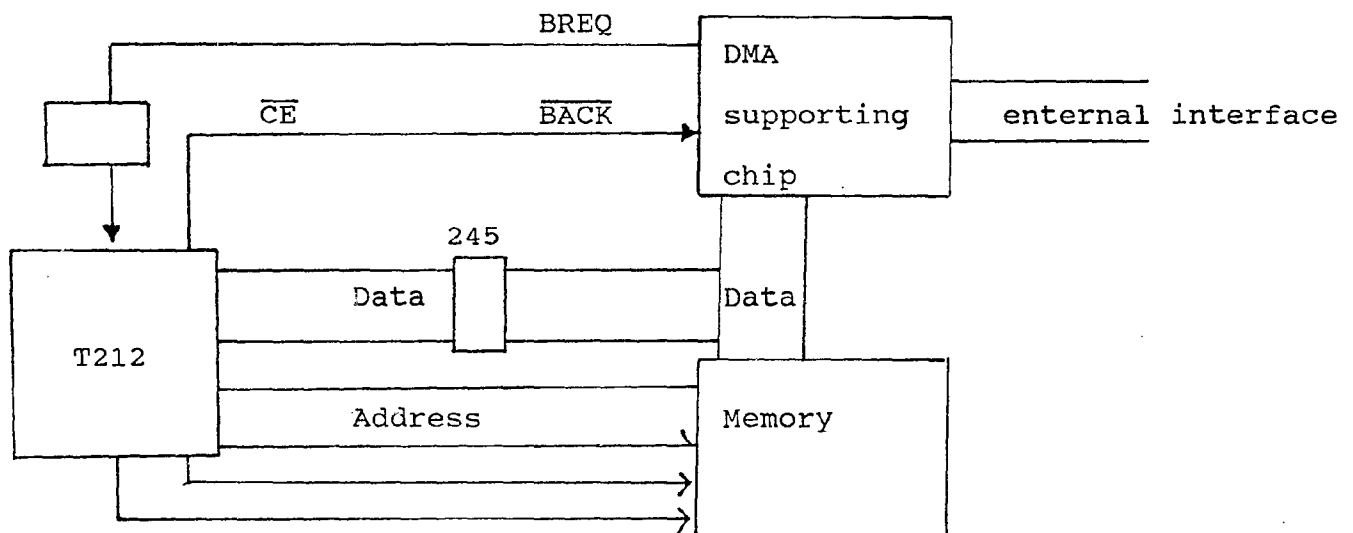 BREQ
DMA
supporting
chip
CE
BACK
enternal interface
245
Data
Data
T212
Address
Memory